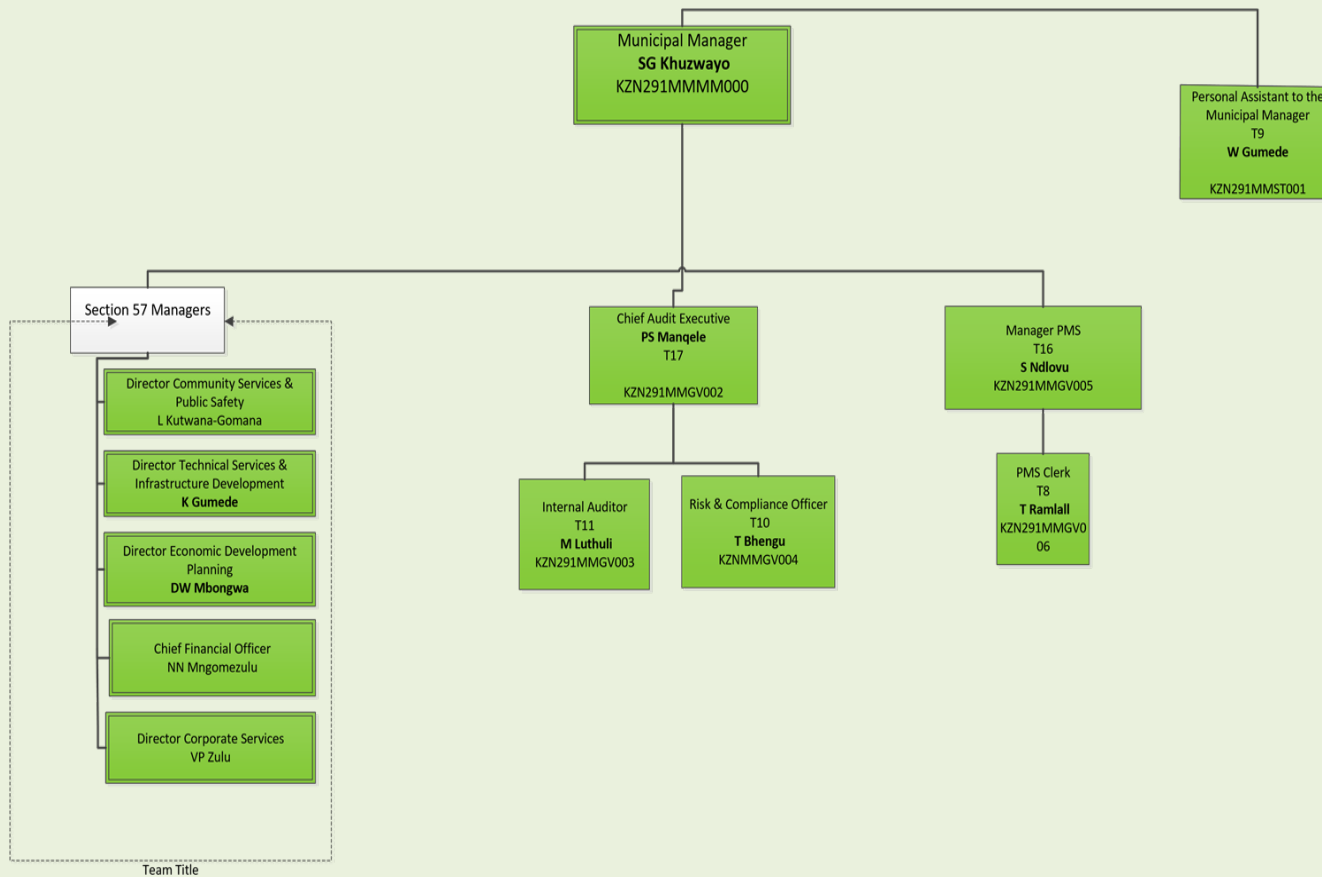 Municipal Manager
SG Khuzwayo
KZN291MMMM000
Personal Assistant to the
Municipal Manager
T9
W Gumede
KZN291MMST001
Section 57 Managers
Director Community Services &
Public Safety
L Kutwana-Gomana
Director Technical Services &
Infrastructure Development
K Gumede
Director Economic Development
Planning
DW Mbongwa
Chief Financial Officer
NN Mngomezulu
Director Corporate Services
VP Zulu
Team Title
Chief Audit Executive
PS Manqele
T17
KZN291MMGV002
Internal Auditor
T11
M Luthuli
KZN291MMGV003
Risk & Compliance Officer
T10
T Bhengu
KZNMMGV004
Manager PMS
T16
S Ndlovu
KZN291MMGV005
PMS Clerk
T8
T Ramlall
KZN291MMGV0
06